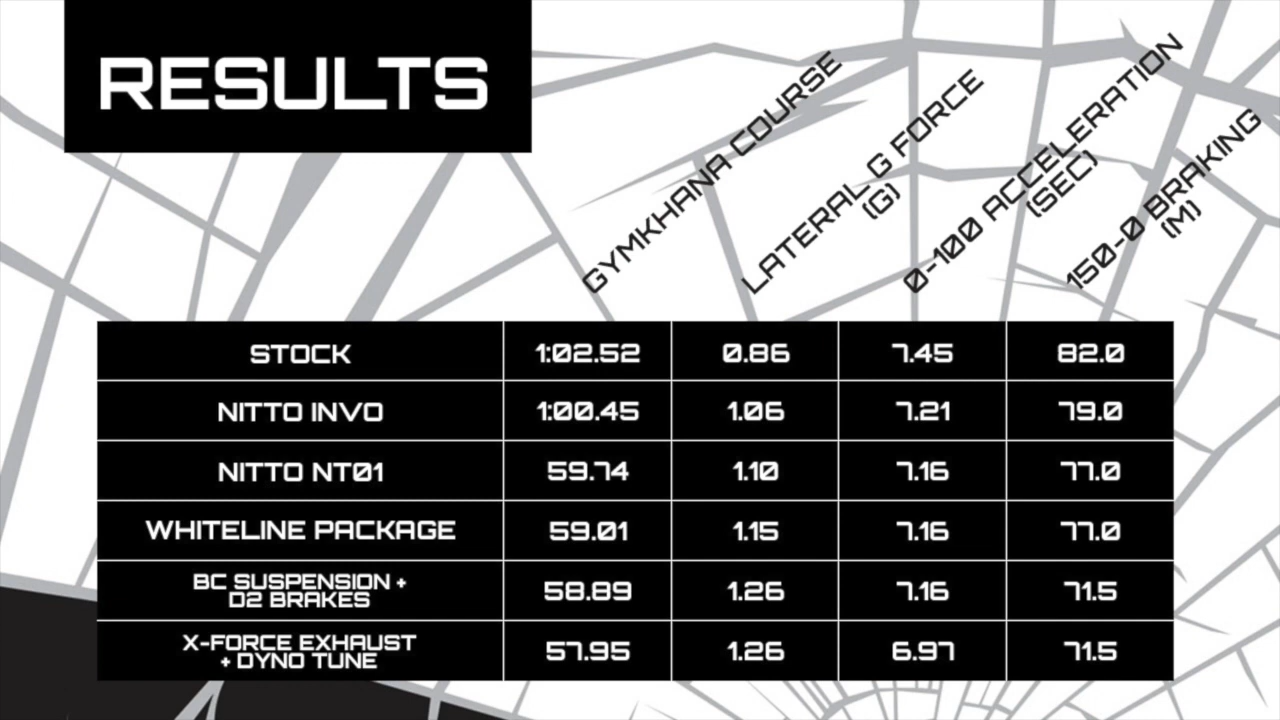 RESULTS
GYMKHANA COURSE
LATERAL G FORCE
(G)
0-100 ACCELERATION
(SEC)
150-0 BRAKING
(M)
STOCK 1:02.52 0.86 7.45 82.0
NITTO INVO 1:00.45 1.06 7.21 79.0
NITTO NT01 59.74 1.10 7.16 77.0
WHITELINE PACKAGE 59.01 1.15 7.16 77.0
BC SUSPENSION +
D2 BRAKES 58.89 1.26 7.16 71.5
X-FORCE EXHAUST
+ DYNO TUNE 57.95 1.26 6.97 71.5